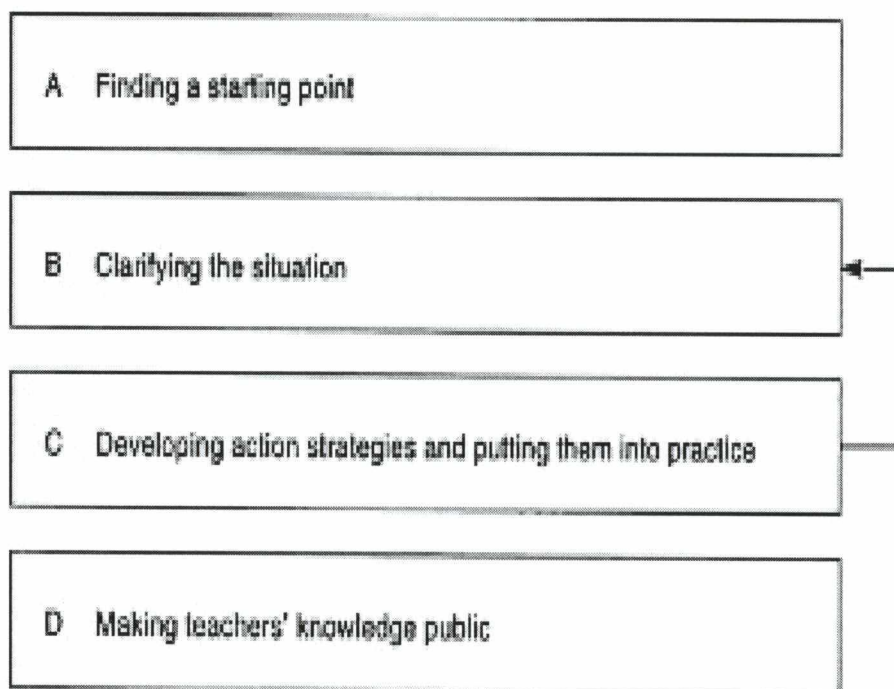 A Finding a starting point
B Clarifying the situation
C Developing action strategies and putting them into practice
D Making teachers' knowledge public